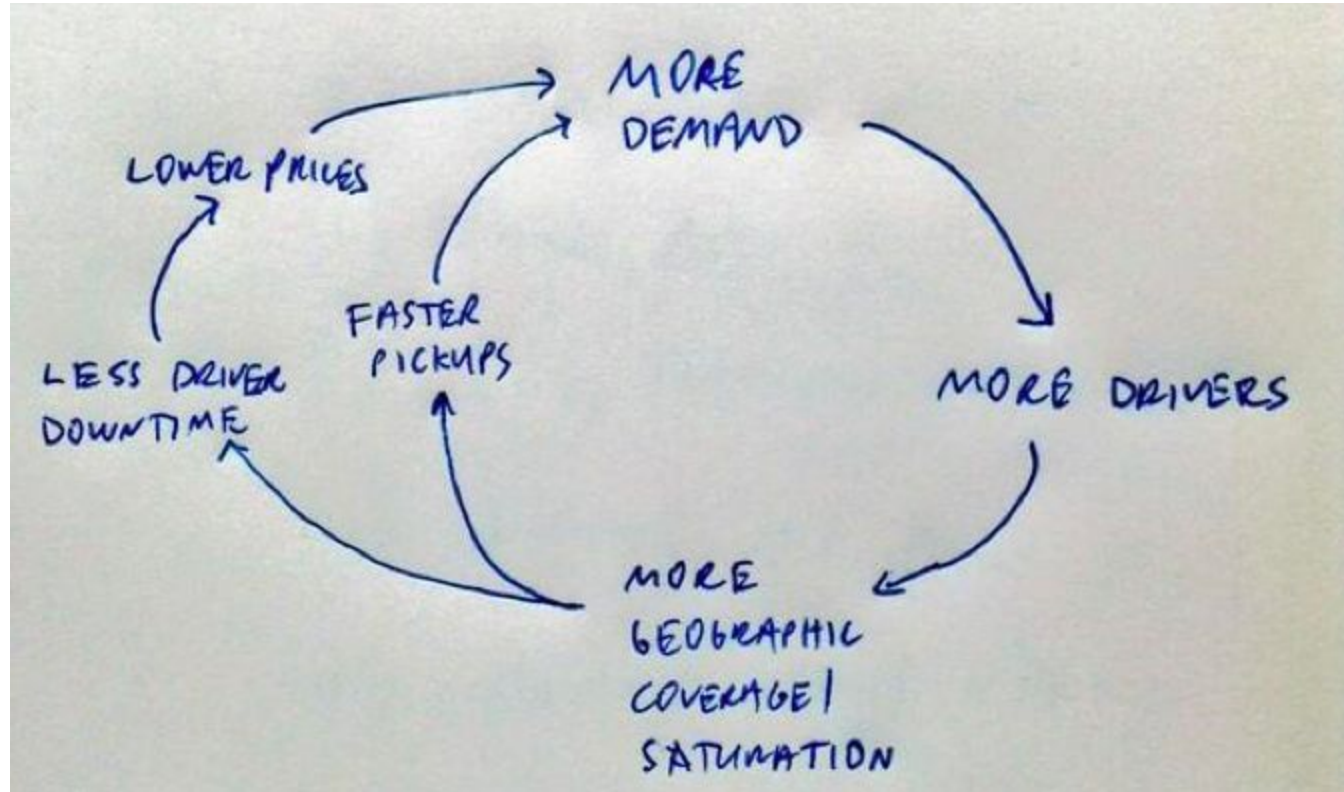 MORE
DEMAND
LOWER PRICES
FASTER
PICKUPS
LESS DRIVER
DOWNTIME
MORE DRIVERS
MORE
GEOGRAPHIC
COVERAGE/
SATURATION